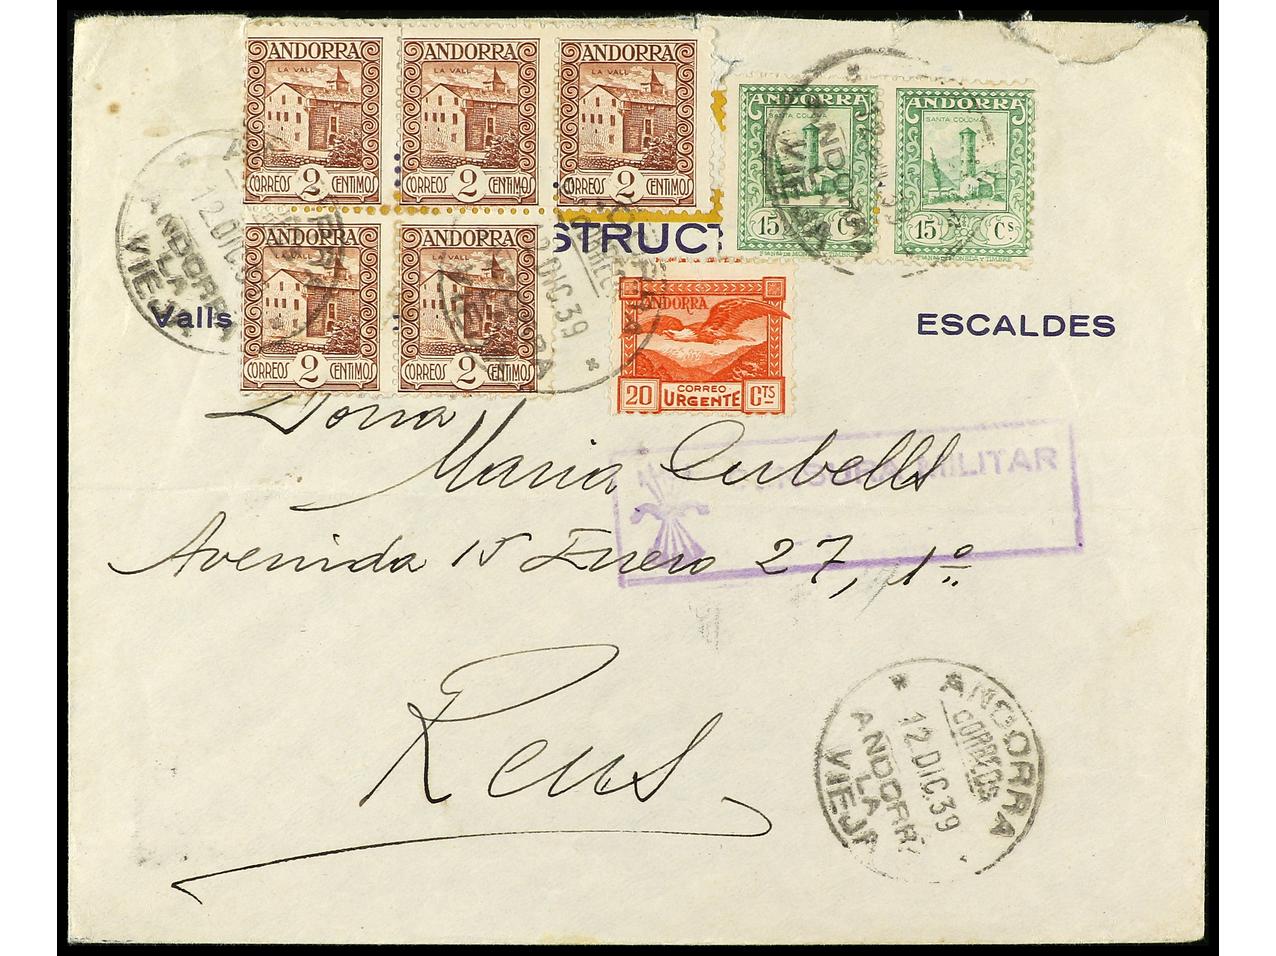 ANDORRA ANDORRA ANDORRA
LA VALL LA VALL LA VALL
CORREOS 2 CENTIMOS CORREOS 2 CENTIMOS CORREOS 2 CENTIMOS
ANDORRA ANDORRA
SANTA COLOMA SANTA COLOMA
15 Cs 15 Cs
STRUCT
ANDORRA ANDORRA
LA VALL
CORREOS 2 CENTIMOS CORREOS 2 CENTIMOS
ANDORRA
CORREO
20 URGENTE CTS
Valls
ESCALDES
ANDORRA
LA
VIEJA
12 DIC 39
Doña
Maria Cubells
CENSURA MILITAR
Avenida 15 Enero 27, 1º
Reus
ANDORRA
CORREOS
12.DIC.39
ANDORRA
LA
VIEJA